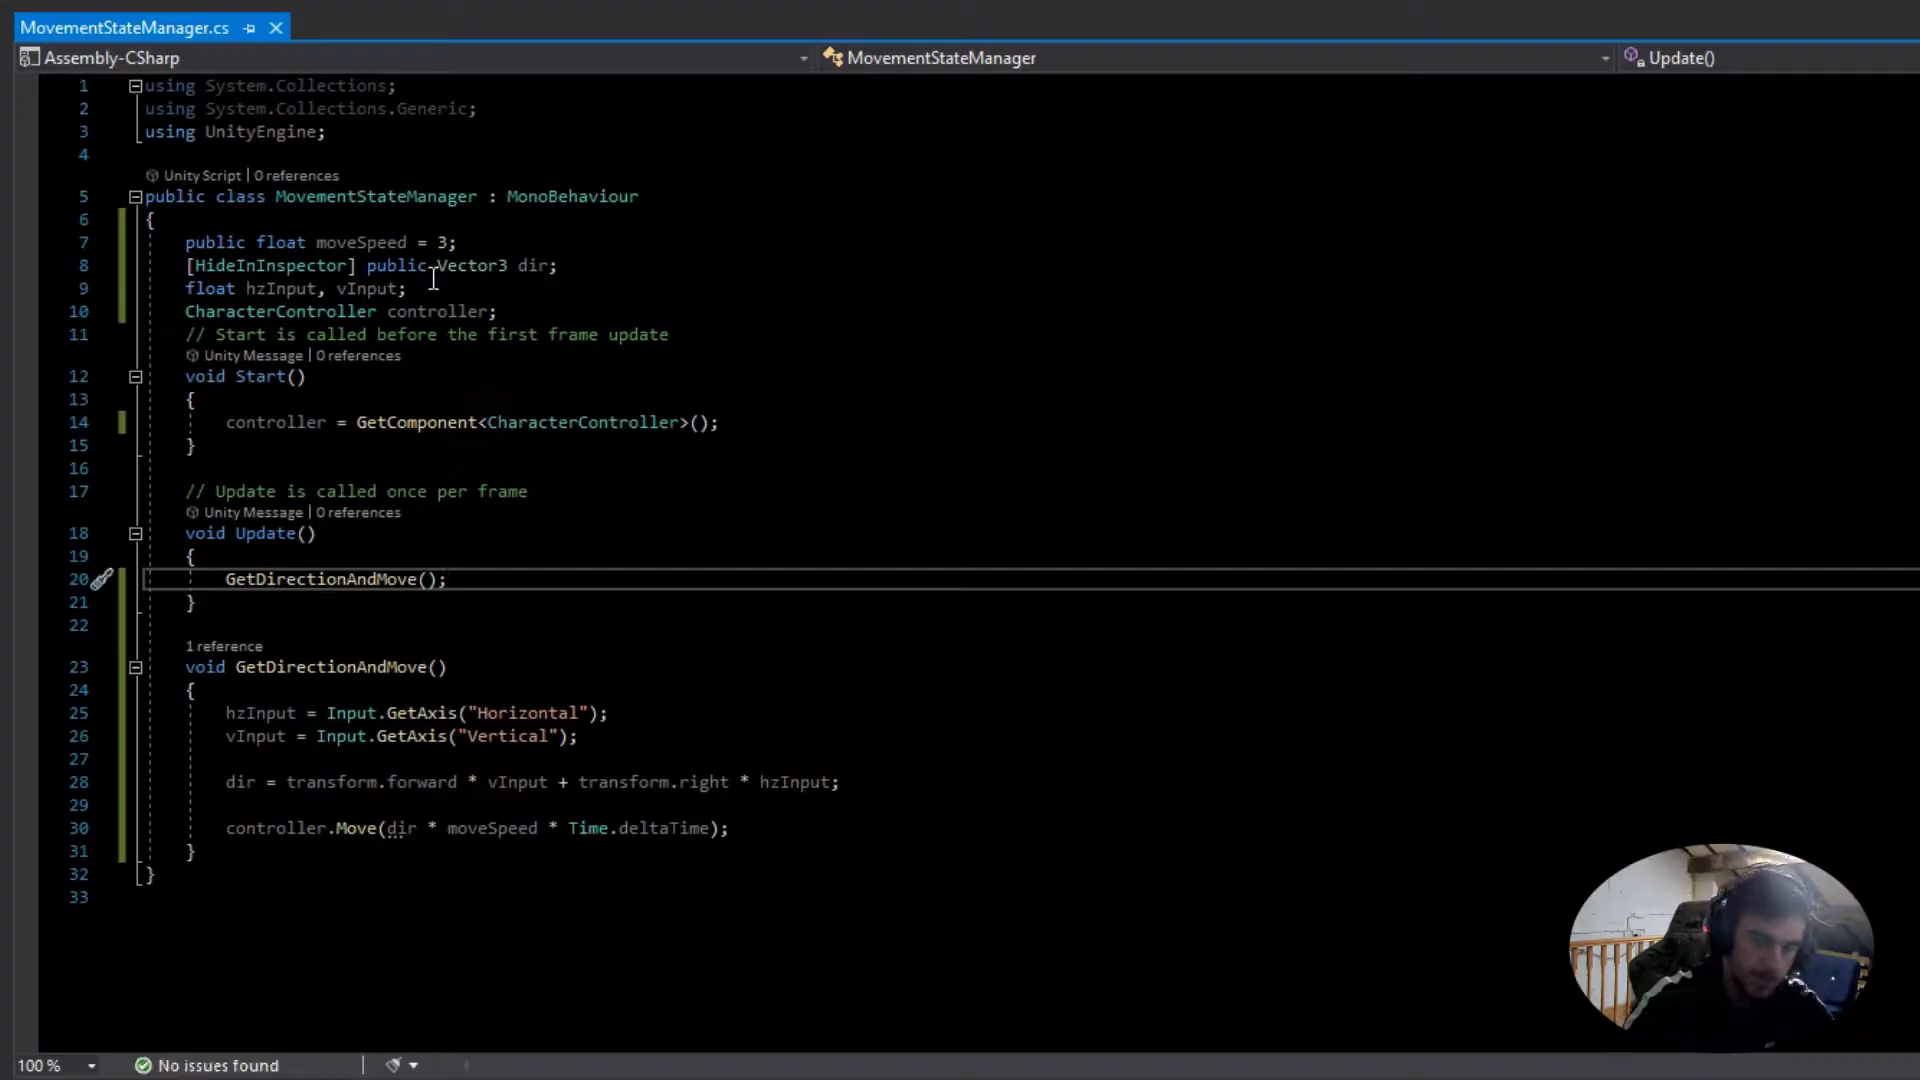 MovementStateManager.cs
Assembly-CSharp
MovementStateManager
Update()
1 using System.Collections;
2 using System.Collections.Generic;
3 using UnityEngine;
4
Unity Script | 0 references
5 public class MovementStateManager : MonoBehaviour
6 {
7 public float moveSpeed = 3;
8 [HideInInspector] public Vector3 dir;
9 float hzInput, vInput;
10 CharacterController controller;
11 // Start is called before the first frame update
Unity Message | 0 references
12 void Start()
13 {
14 controller = GetComponent<CharacterController>();
15 }
16
17 // Update is called once per frame
Unity Message | 0 references
18 void Update()
19 {
20 GetDirectionAndMove();
21 }
22
1 reference
23 void GetDirectionAndMove()
24 {
25 hzInput = Input.GetAxis("Horizontal");
26 vInput = Input.GetAxis("Vertical");
27
28 dir = transform.forward * vInput + transform.right * hzInput;
29
30 controller.Move(dir * moveSpeed * Time.deltaTime);
31 }
32 }
33
100 %
No issues found